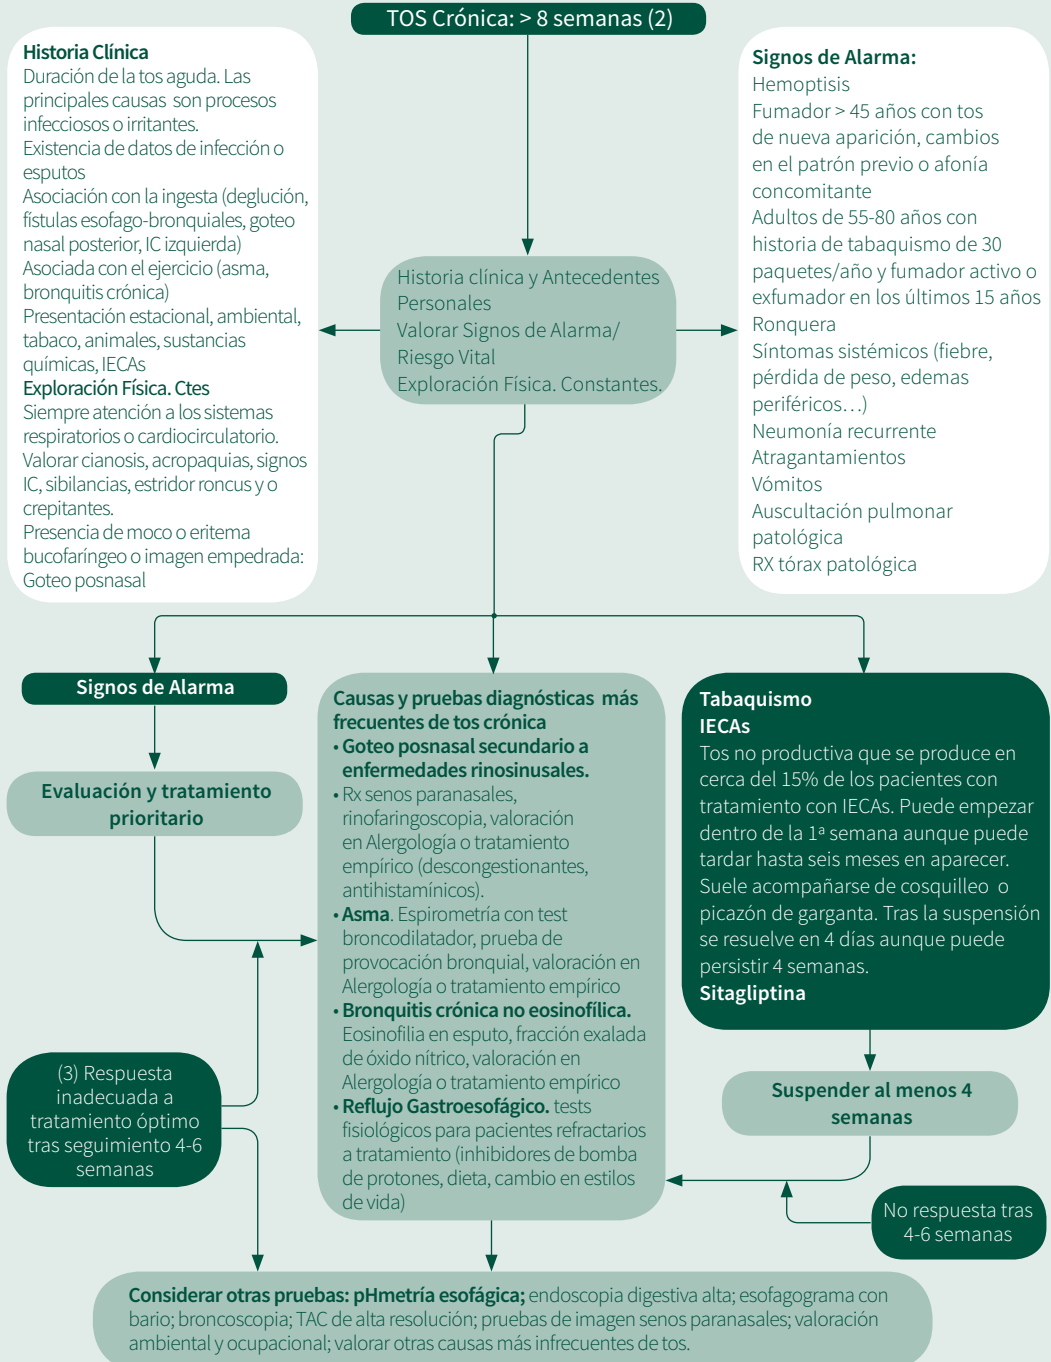 TOS Crónica: > 8 semanas (2)
Historia Clínica
Duración de la tos aguda. Las
principales causas son procesos
infecciosos o irritantes.
Existencia de datos de infección o
esputos
Asociación con la ingesta (deglución,
fístulas esofago-bronquiales, goteo
nasal posterior, IC izquierda)
Asociada con el ejercicio (asma,
bronquitis crónica)
Presentación estacional, ambiental,
tabaco, animales, sustancias
químicas, IECAs
Exploración Física. Ctes
Siempre atención a los sistemas
respiratorios o cardiocirculatorio.
Valorar cianosis, acropaquias, signos
IC, sibilancias, estridor roncus y o
crepitantes.
Presencia de moco o eritema
bucofaríngeo o imagen empedrada:
Goteo posnasal
Historia clínica y Antecedentes
Personales
Valorar Signos de Alarma/
Riesgo Vital
Exploración Física. Constantes.
Signos de Alarma:
Hemoptisis
Fumador > 45 años con tos
de nueva aparición, cambios
en el patrón previo o afonía
concomitante
Adultos de 55-80 años con
historia de tabaquismo de 30
paquetes/año y fumador activo o
exfumador en los últimos 15 años
Ronquera
Síntomas sistémicos (fiebre,
pérdida de peso, edemas
periféricos…)
Neumonía recurrente
Atragantamientos
Vómitos
Auscultación pulmonar
patológica
RX tórax patológica
Signos de Alarma
Evaluación y tratamiento
prioritario
(3) Respuesta
inadecuada a
tratamiento óptimo
tras seguimiento 4-6
semanas
Causas y pruebas diagnósticas más
frecuentes de tos crónica
• Goteo posnasal secundario a
enfermedades rinosinusales.
• Rx senos paranasales,
rinofaringoscopia, valoración
en Alergología o tratamiento
empírico (descongestionantes,
antihistamínicos).
• Asma. Espirometría con test
broncodilatador, prueba de
provocación bronquial, valoración en
Alergología o tratamiento empírico
• Bronquitis crónica no eosinofílica.
Eosinofilia en esputo, fracción exalada
de óxido nítrico, valoración en
Alergología o tratamiento empírico
• Reflujo Gastroesofágico. tests
fisiológicos para pacientes refractarios
a tratamiento (inhibidores de bomba
de protones, dieta, cambio en estilos
de vida)
Tabaquismo
IECAs
Tos no productiva que se produce en
cerca del 15% de los pacientes con
tratamiento con IECAs. Puede empezar
dentro de la 1ª semana aunque puede
tardar hasta seis meses en aparecer.
Suele acompañarse de cosquilleo o
picazón de garganta. Tras la suspensión
se resuelve en 4 días aunque puede
persistir 4 semanas.
Sitagliptina
Suspender al menos 4
semanas
No respuesta tras
4-6 semanas
Considerar otras pruebas: pHmetría esofágica; endoscopia digestiva alta; esofagograma con
bario; broncoscopia; TAC de alta resolución; pruebas de imagen senos paranasales; valoración
ambiental y ocupacional; valorar otras causas más infrecuentes de tos.